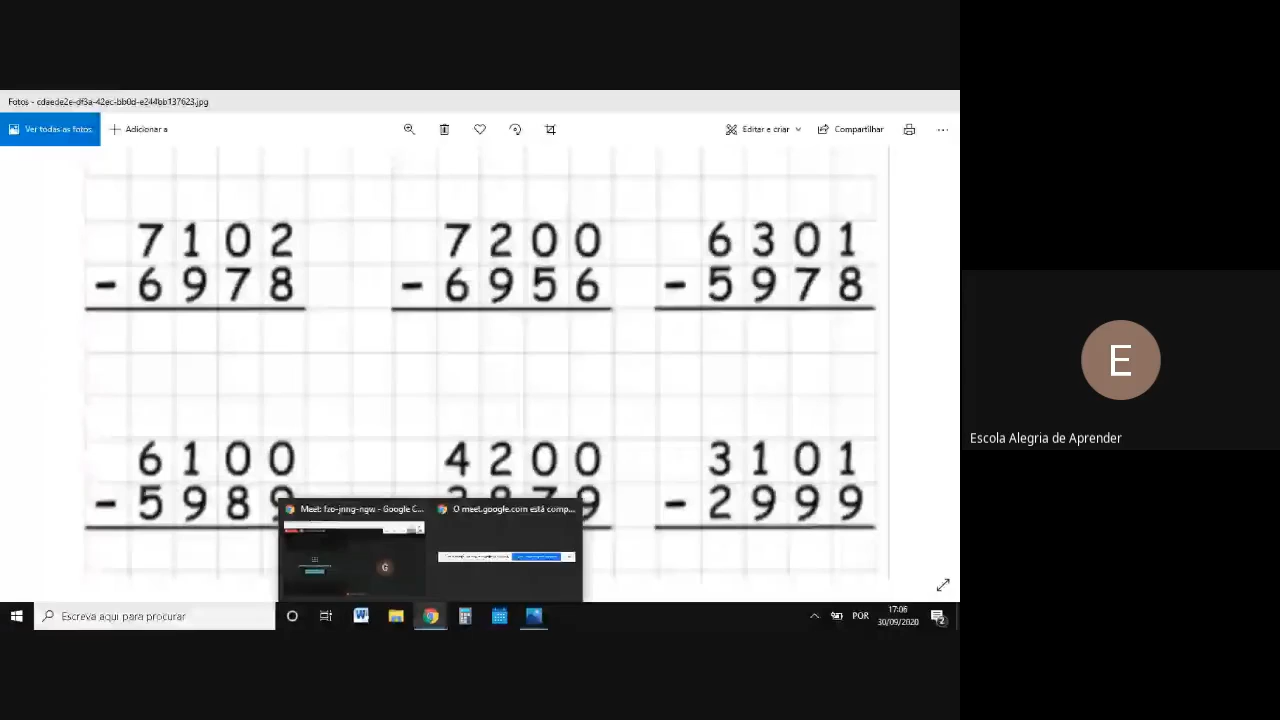 Fotos - cdaede2e-df3a-42ec-bb0d-e244bb137623.jpg
Ver todas as fotos
Adicionar a
Editar e criar
Compartilhar
7102 7200 6301
- 6978 - 6956 - 5978
6100 4200 3101
- 5989 - 2999
Meet: fzo-jnng-ngw - Google C...
O meet.google.com está comp...
G
Escreva aqui para procurar
POR
17:06
30/09/2020
2
E
Escola Alegria de Aprender